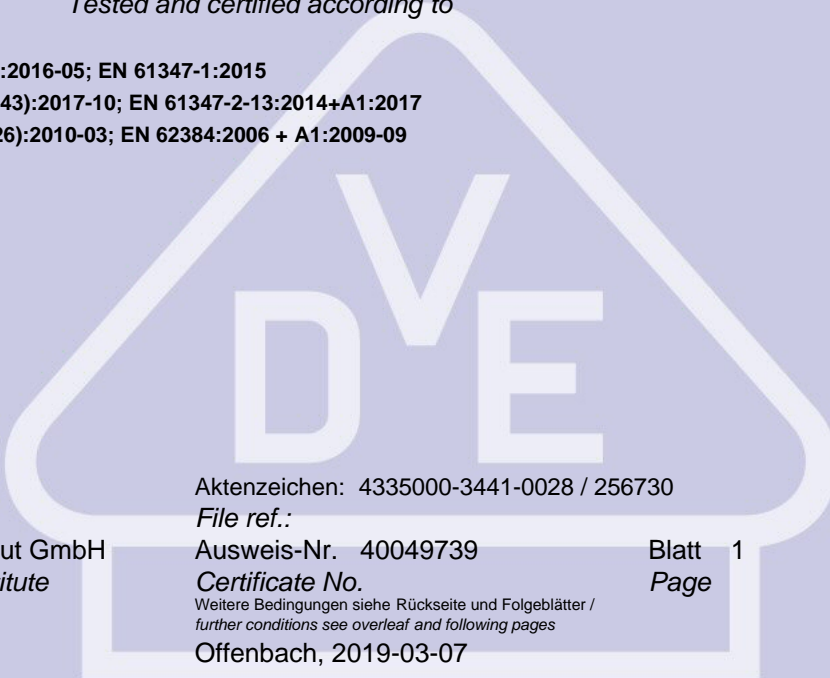 Tested and certified according to
:2016-05; EN 61347-1:2015
43):2017-10; EN 61347-2-13:2014+A1:2017
26):2010-03; EN 62384:2006 + A1:2009-09
DVE
Aktenzeichen: 4335000-3441-0028 / 256730
File ref.:
ut GmbH Ausweis-Nr. 40049739 Blatt 1
itute Certificate No. Page
Weitere Bedingungen siehe Rückseite und Folgeblätter /
further conditions see overleaf and following pages
Offenbach, 2019-03-07